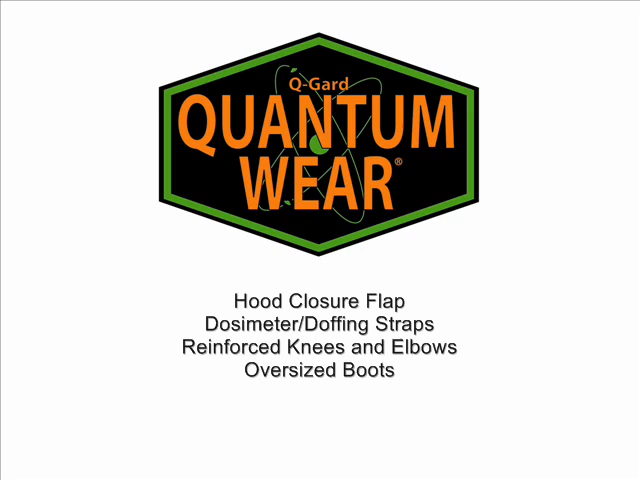 Q-Gard
QUANTUM
WEAR®
Hood Closure Flap
Dosimeter/Doffing Straps
Reinforced Knees and Elbows
Oversized Boots